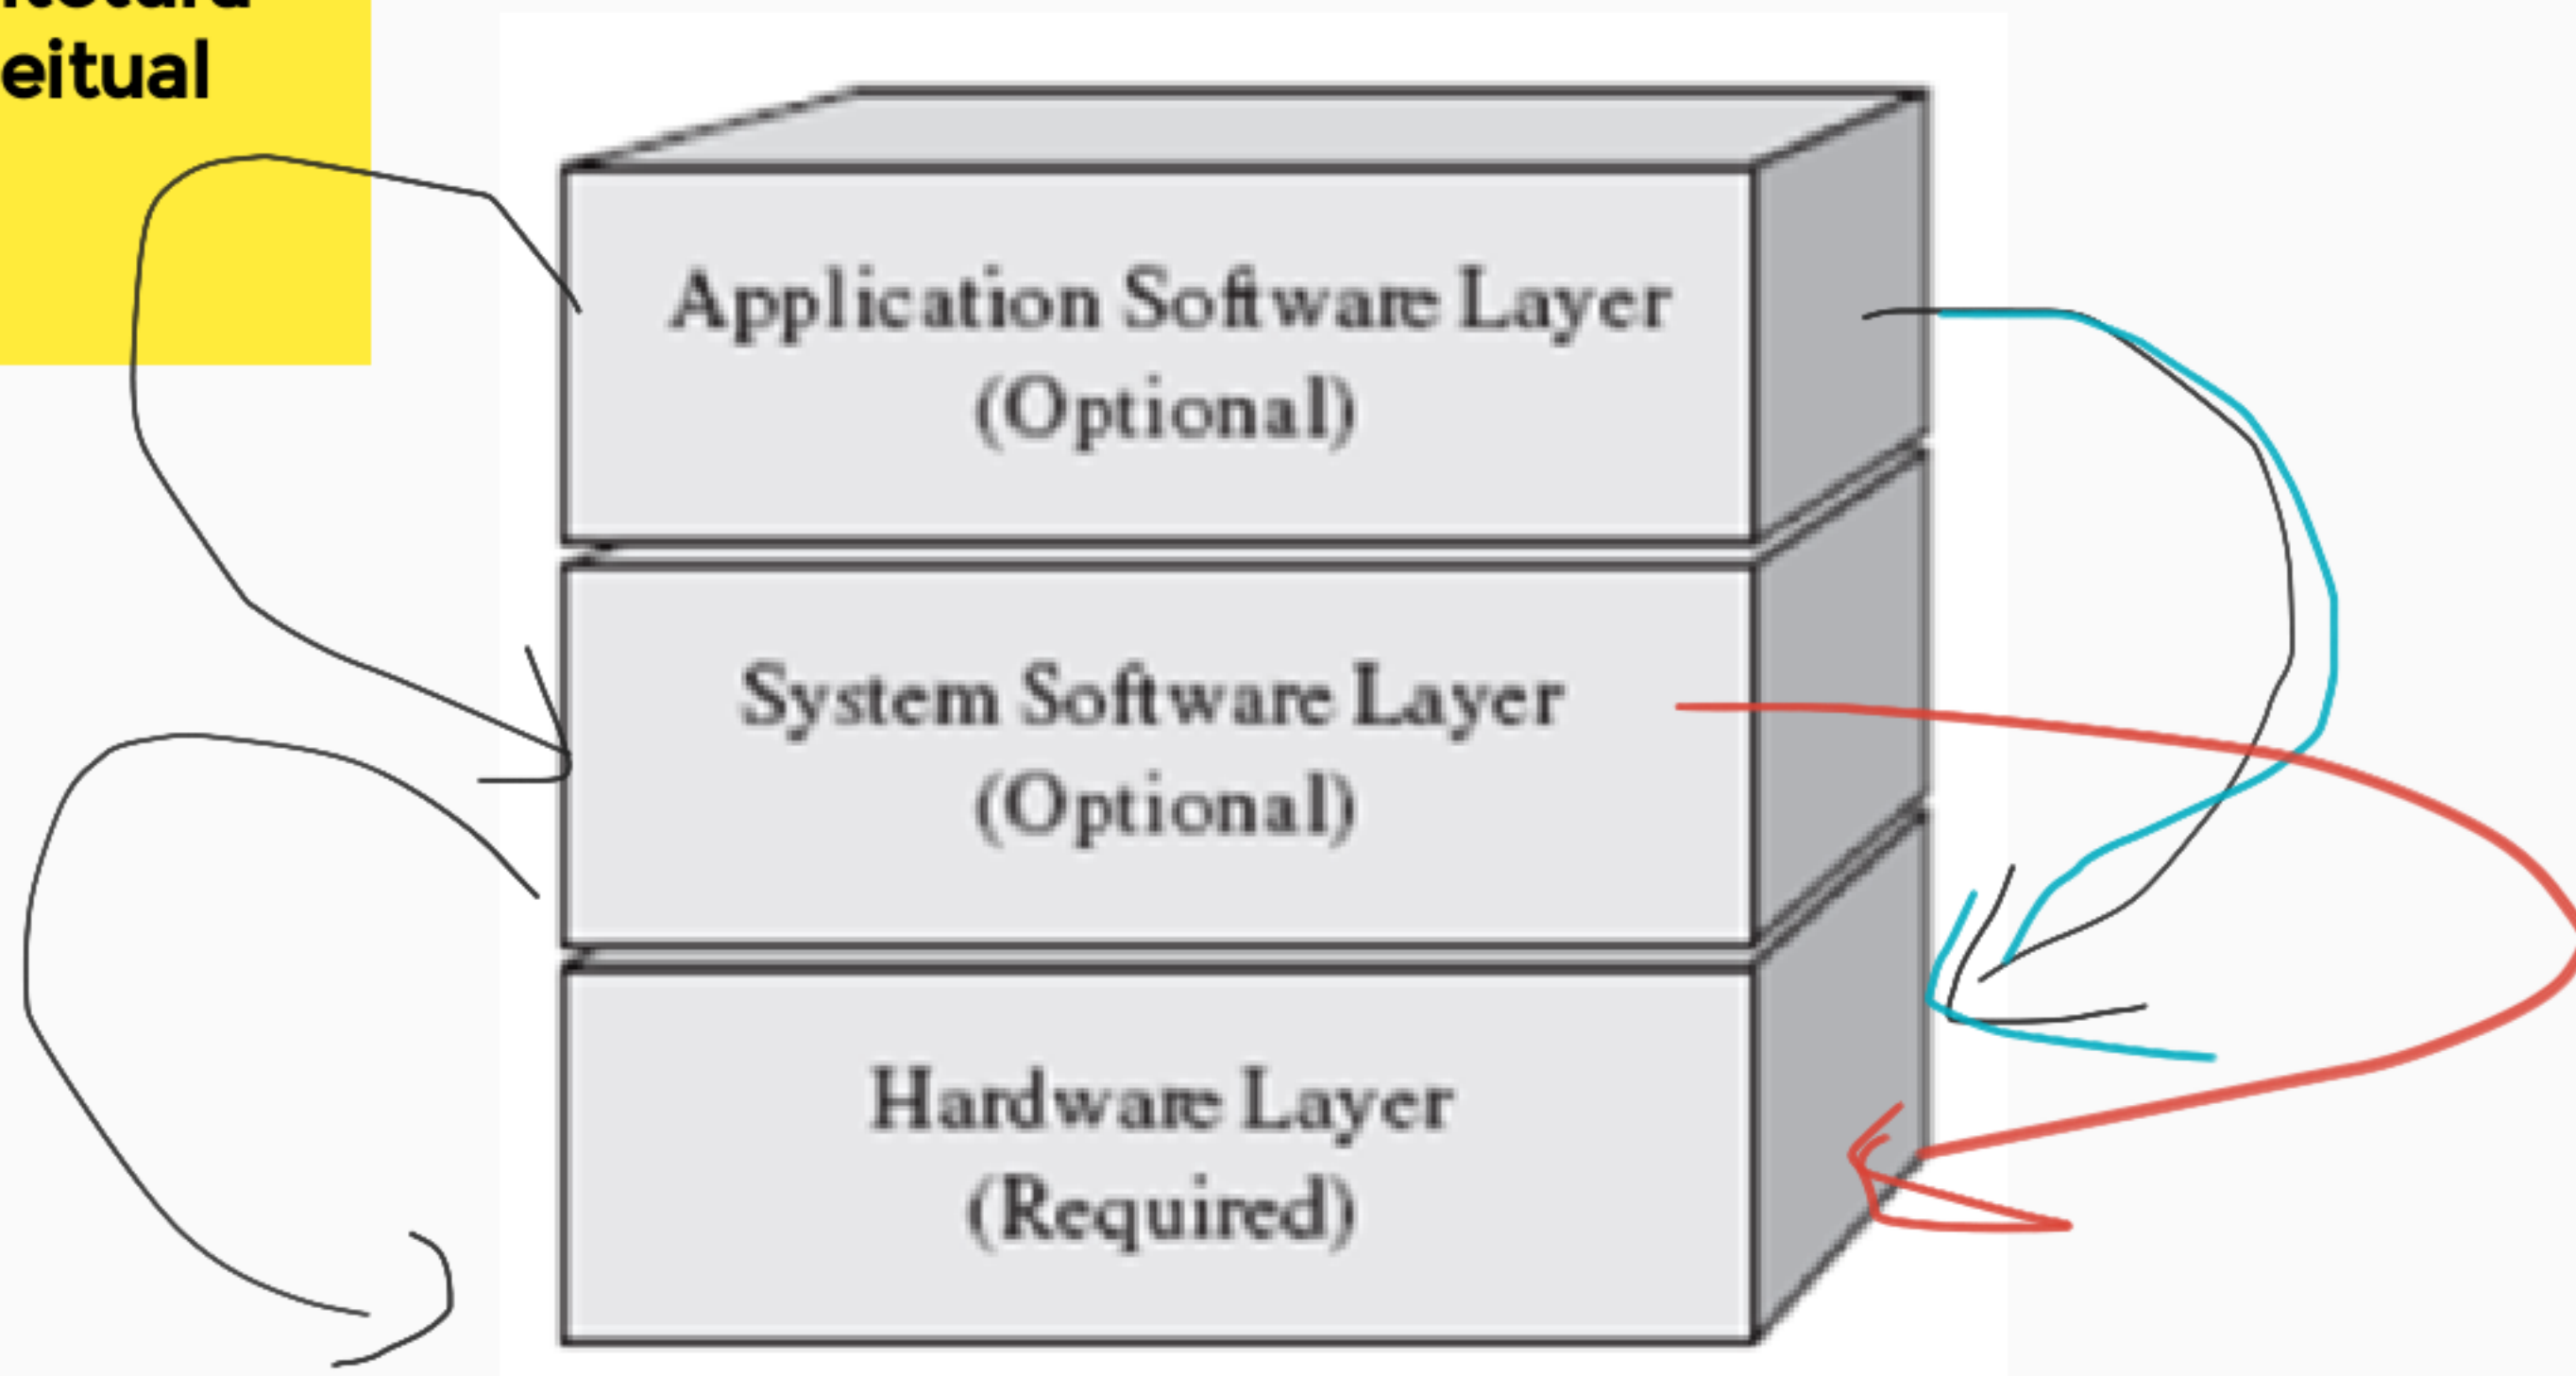 eitual
Application Software Layer
(Optional)
System Software Layer
(Optional)
Hardware Layer
(Required)